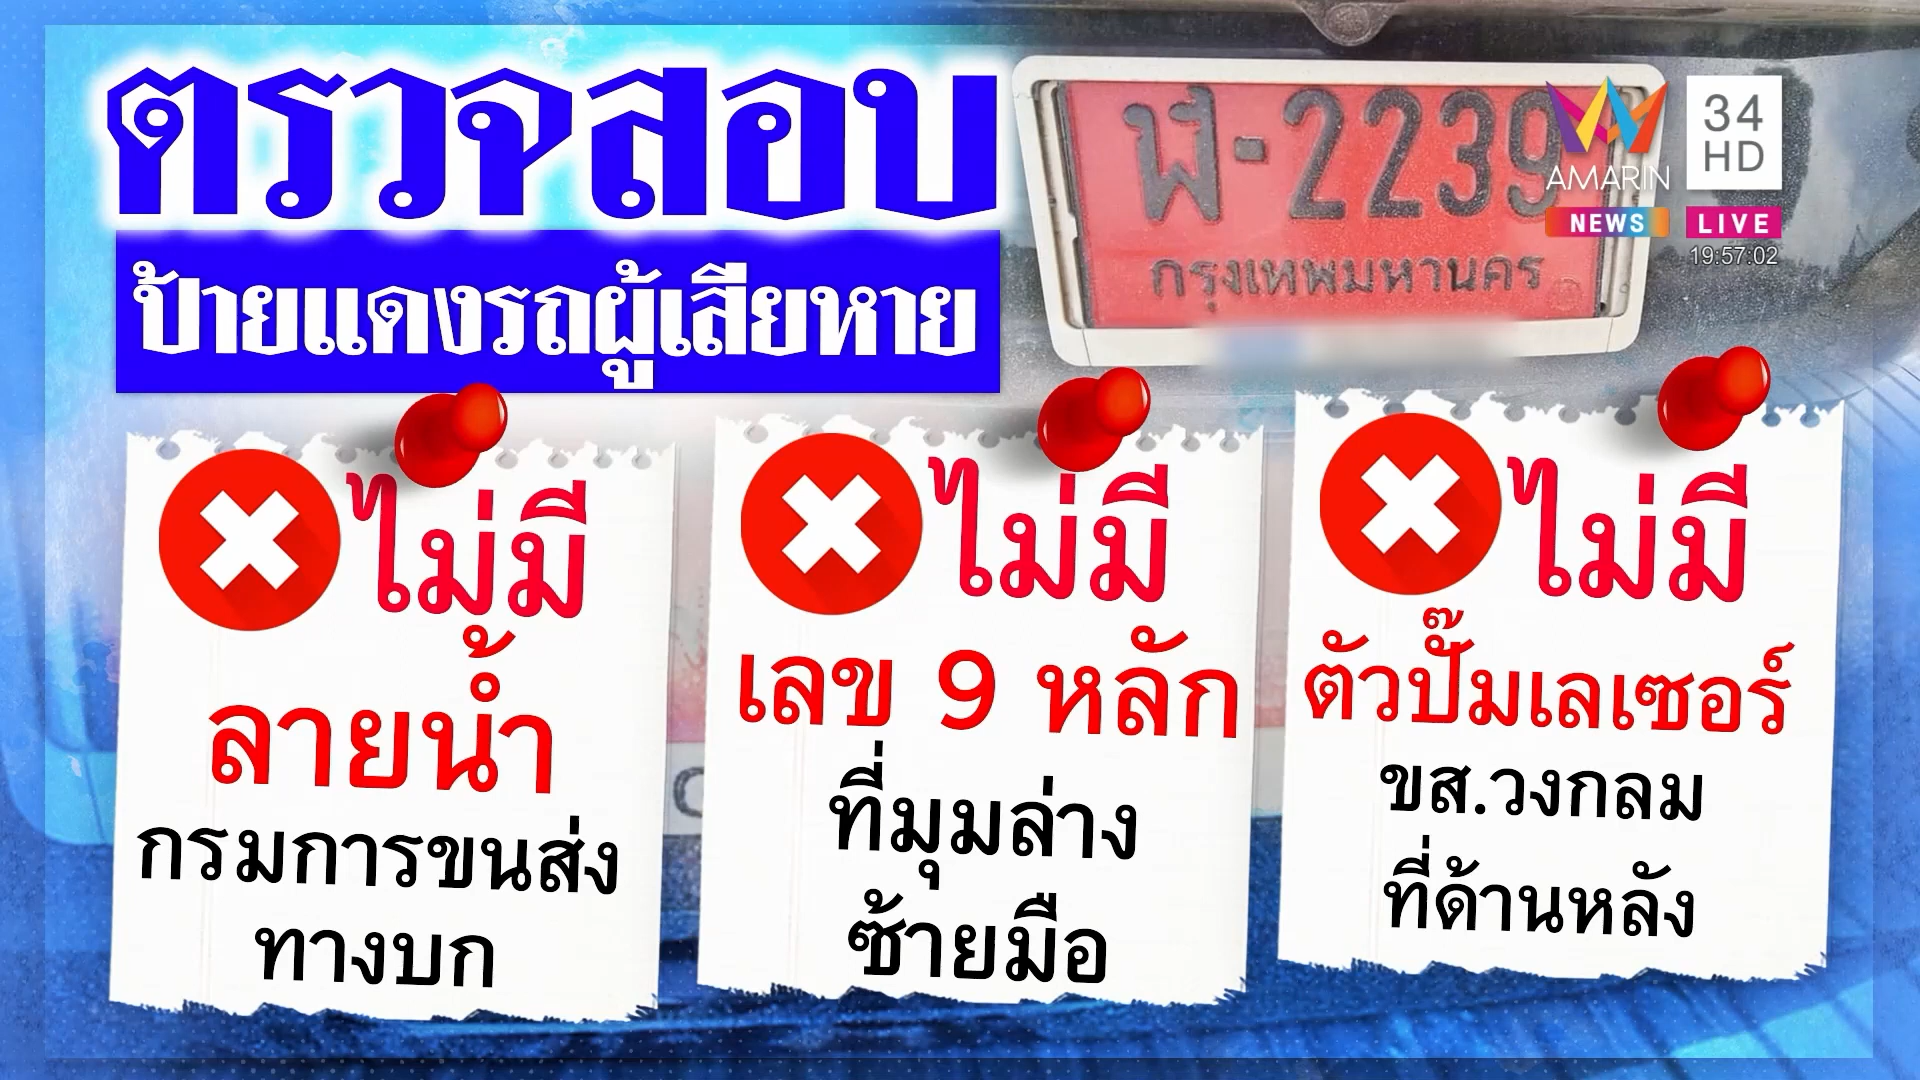 ตรวจสอบ
ป้ายแดงรถผู้เสียหาย
ฬ-2239
กรุงเทพมหานคร
AMARIN
NEWS
34
HD
LIVE
19:57:02
ไม่มี
ลายน้ำ
กรมการขนส่ง
ทางบก
ไม่มี
เลข 9 หลัก
ที่มุมล่าง
ซ้ายมือ
ไม่มี
ตัวปั๊มเลเซอร์
ขส.วงกลม
ที่ด้านหลัง